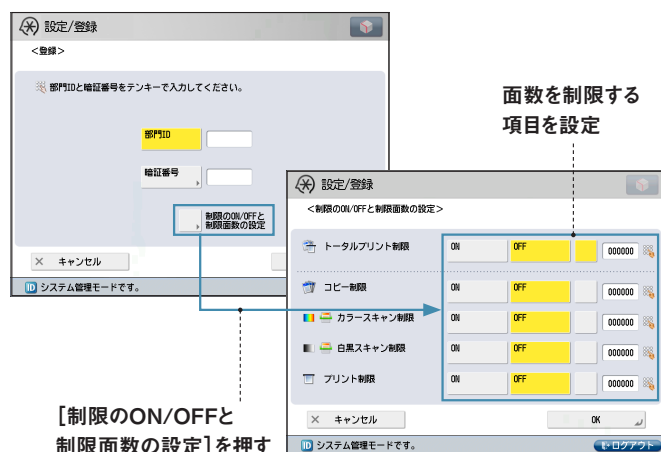 設定/登録
<登録>
部門IDと暗証番号をテンキーで入力してください。
部門ID
暗証番号
制限のON/OFFと
制限面数の設定
× キャンセル
ID システム管理モードです。
面数を制限する
項目を設定
設定/登録
<制限のON/OFFと制限面数の設定>
トータルプリント制限 ON OFF 000000
コピー制限 ON OFF 000000
カラースキャン制限 ON OFF 000000
白黒スキャン制限 ON OFF 000000
プリント制限 ON OFF 000000
× キャンセル OK
ID システム管理モードです。 ログアウト
[制限のON/OFFと
制限面数の設定]を押す